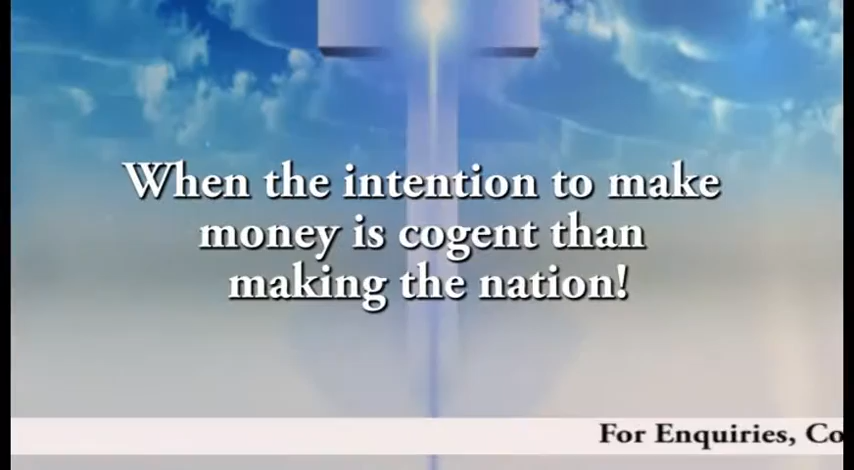 When the intention to make
money is cogent than
making the nation!
For Enquiries,